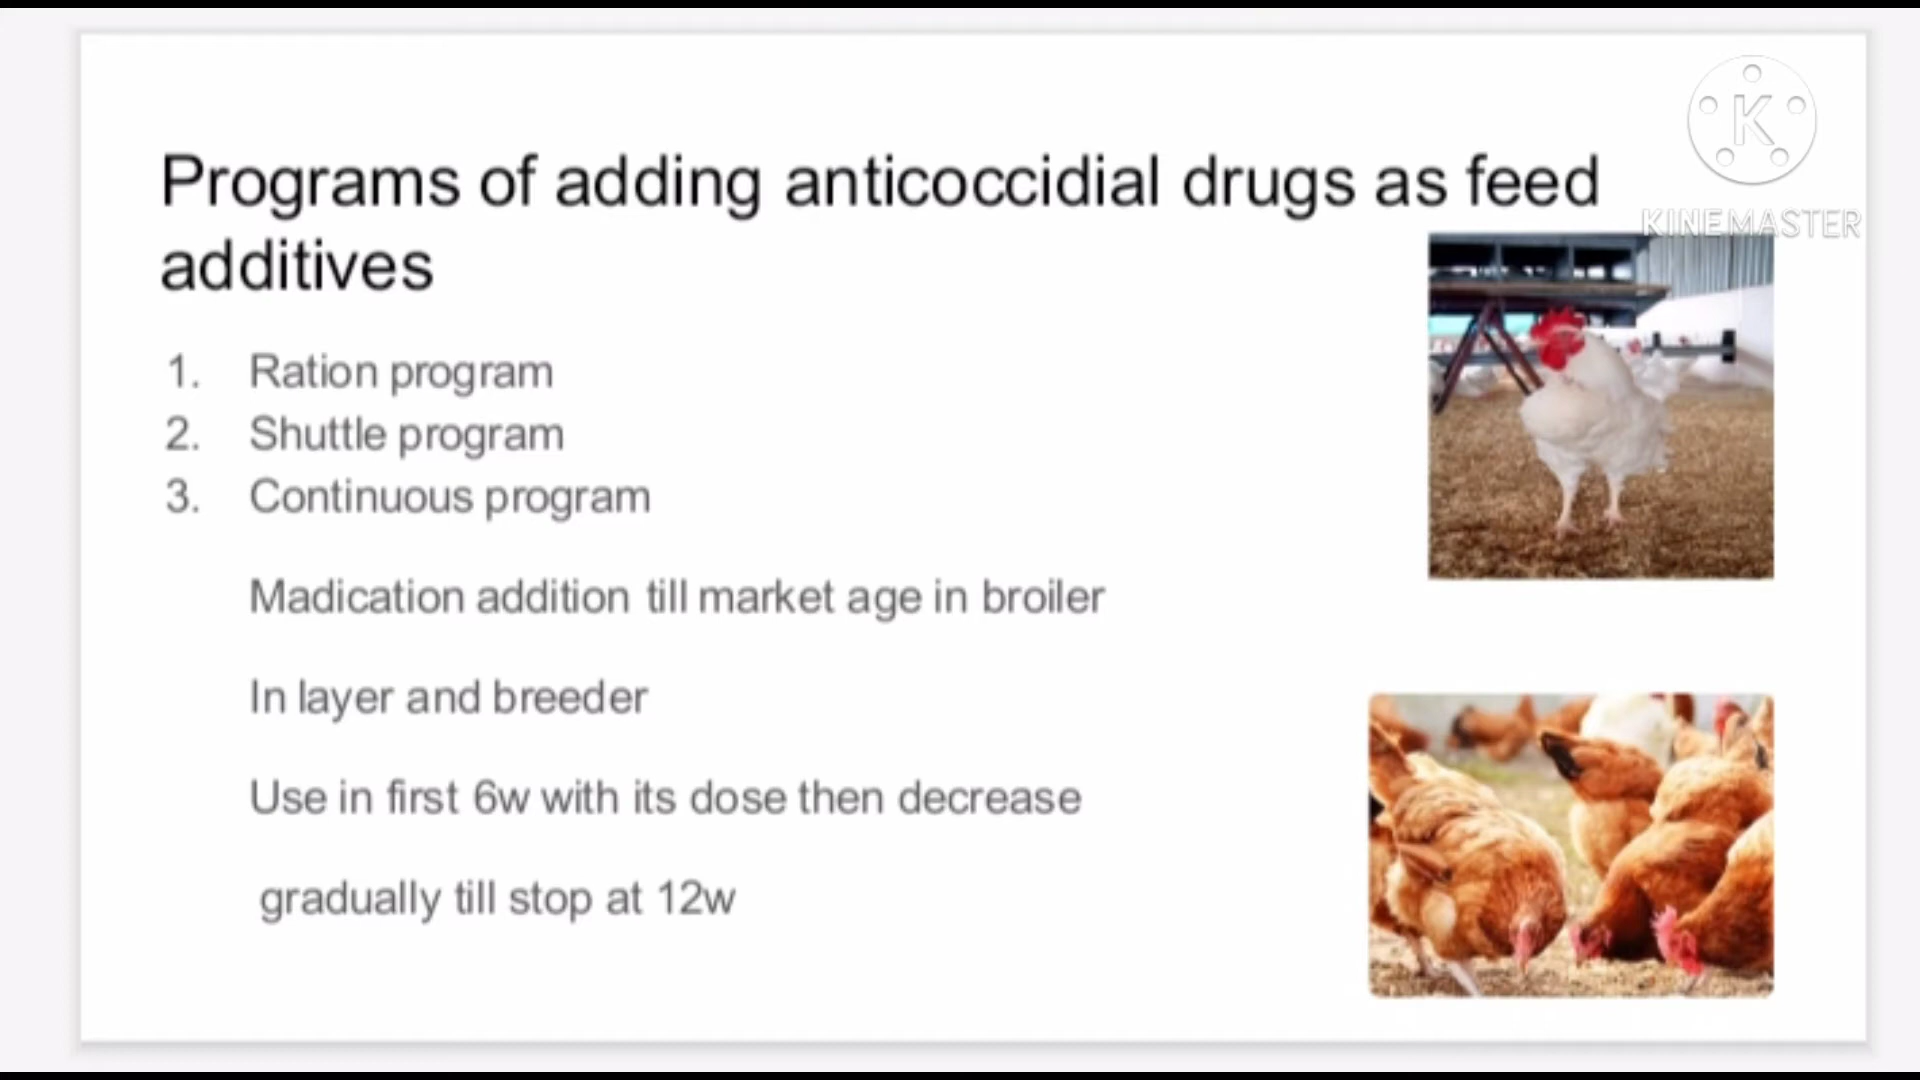 K
KINEMASTER
Programs of adding anticoccidial drugs as feed
additives
1. Ration program
2. Shuttle program
3. Continuous program
Madication addition till market age in broiler
In layer and breeder
Use in first 6w with its dose then decrease
gradually till stop at 12w